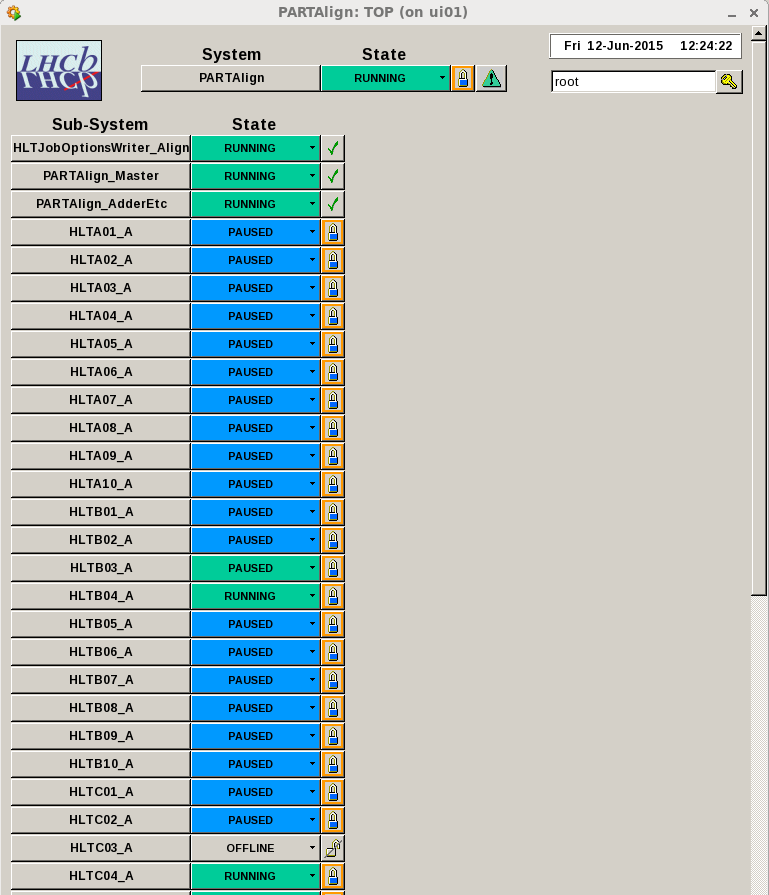 PARTAlign: TOP (on ui01)
LHCb
LHCb
System State
PARTAlign RUNNING
Fri 12-Jun-2015 12:24:22
root
Sub-System State
HLTJobOptionsWriter_Align RUNNING
PARTAlign_Master RUNNING
PARTAlign_AdderEtc RUNNING
HLTA01_A PAUSED
HLTA02_A PAUSED
HLTA03_A PAUSED
HLTA04_A PAUSED
HLTA05_A PAUSED
HLTA06_A PAUSED
HLTA07_A PAUSED
HLTA08_A PAUSED
HLTA09_A PAUSED
HLTA10_A PAUSED
HLTB01_A PAUSED
HLTB02_A PAUSED
HLTB03_A PAUSED
HLTB04_A RUNNING
HLTB05_A PAUSED
HLTB06_A PAUSED
HLTB07_A PAUSED
HLTB08_A PAUSED
HLTB09_A PAUSED
HLTB10_A PAUSED
HLTC01_A PAUSED
HLTC02_A PAUSED
HLTC03_A OFFLINE
HLTC04_A RUNNING